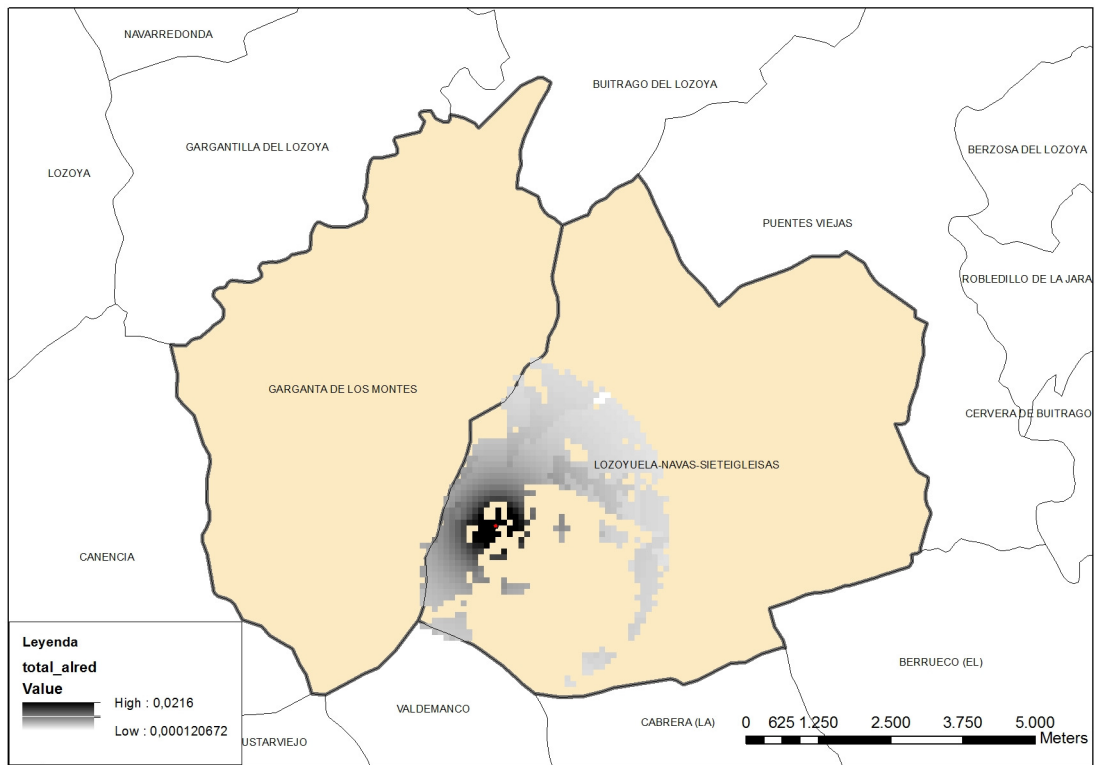 NAVARREDONDA
BUITRAGO DEL LOZOYA
GARGANTILLA DEL LOZOYA
BERZOSA DEL LOZOYA
LOZOYA
PUENTES VIEJAS
ROBLEDILLO DE LA JARA
GARGANTA DE LOS MONTES
CERVERA DE BUITRAGO
LOZOYUELA-NAVAS-SIETEIGLEISAS
CANENCIA
BERRUECO (EL)
VALDEMANCO
CABRERA (LA)
USTARVIEJO
Leyenda
total_alred
Value
High : 0,0216
Low : 0,000120672
0 625 1.250 2.500 3.750 5.000
Meters